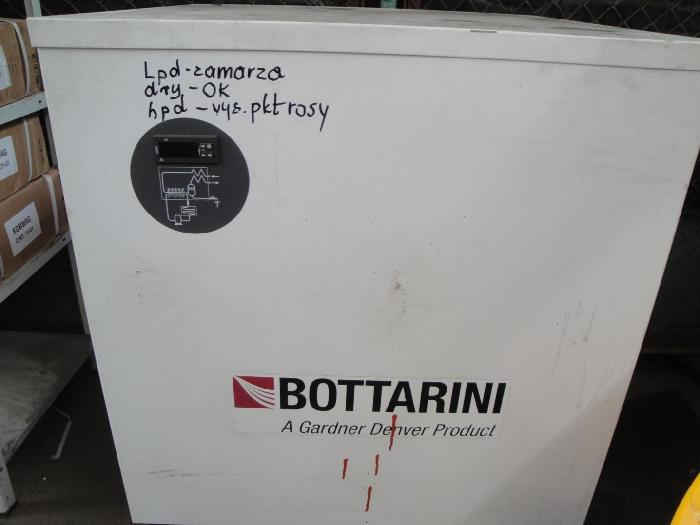 Lpd-zamarza
dry-OK
hpd-wys.pkt rosy
BOTTARINI
A Gardner Denver Product